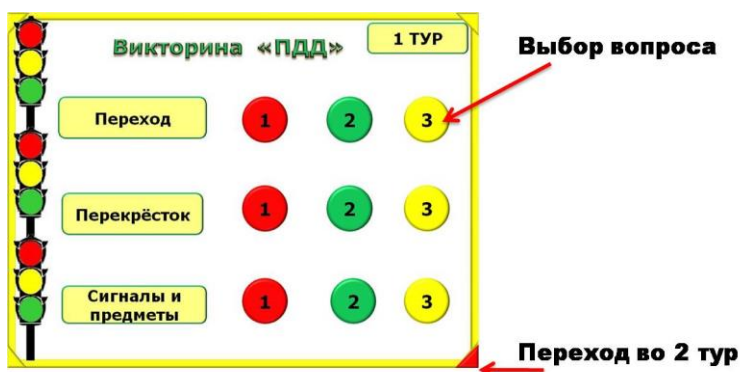 Викторина «ПДД»
1 ТУР
Выбор вопроса
Переход 1 2 3
Перекрёсток 1 2 3
Сигналы и
предметы 1 2 3
Переход во 2 тур